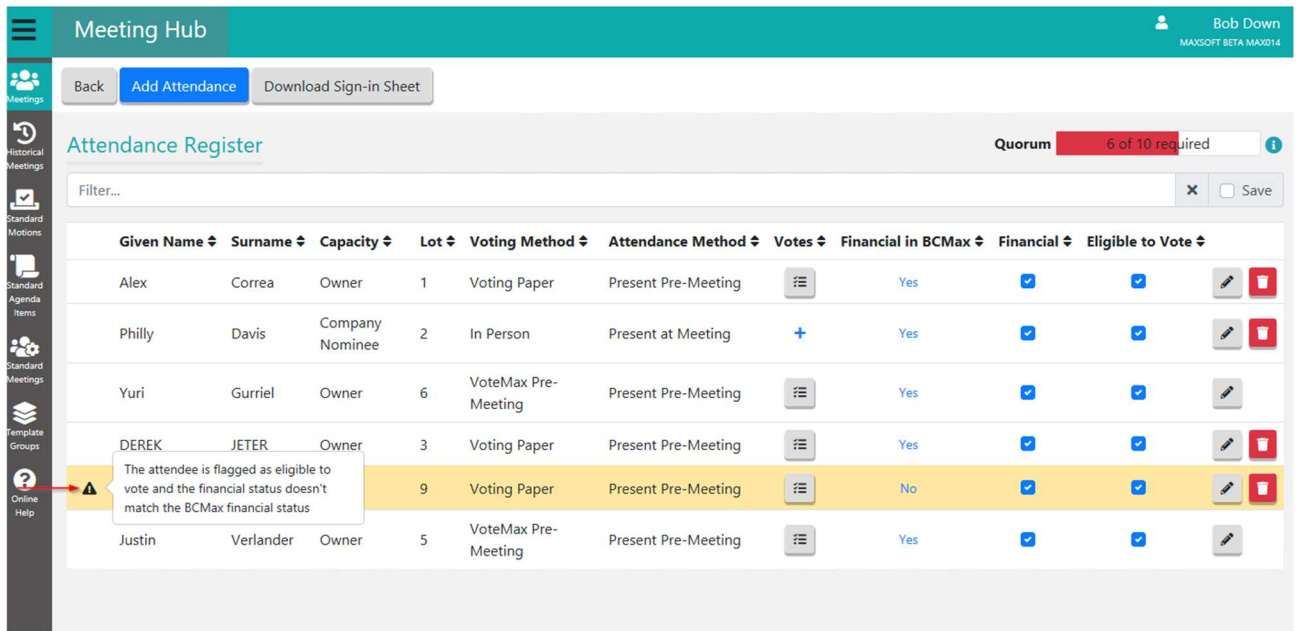 Meeting Hub
Bob Down
MAXSOFT BETA MAX014
Meetings
Back Add Attendance Download Sign-in Sheet
Historical
Meetings
Attendance Register
Quorum 6 of 10 required
Filter...
Save
Standard
Motions
Given Name Surname Capacity Lot Voting Method Attendance Method Votes Financial in BCMax Financial Eligible to Vote
Alex Correa Owner 1 Voting Paper Present Pre-Meeting Yes
Standard
Agenda
Items
Philly Davis Company
Nominee 2 In Person Present at Meeting Yes
Standard
Meetings
Yuri Gurriel Owner 6 VoteMax Pre-
Meeting Present Pre-Meeting Yes
Template
Groups
DEREK JETER Owner 3 Voting Paper Present Pre-Meeting Yes
Online
Help
The attendee is flagged as eligible to
vote and the financial status doesn't
match the BCMax financial status
9 Voting Paper Present Pre-Meeting No
Justin Verlander Owner 5 VoteMax Pre-
Meeting Present Pre-Meeting Yes